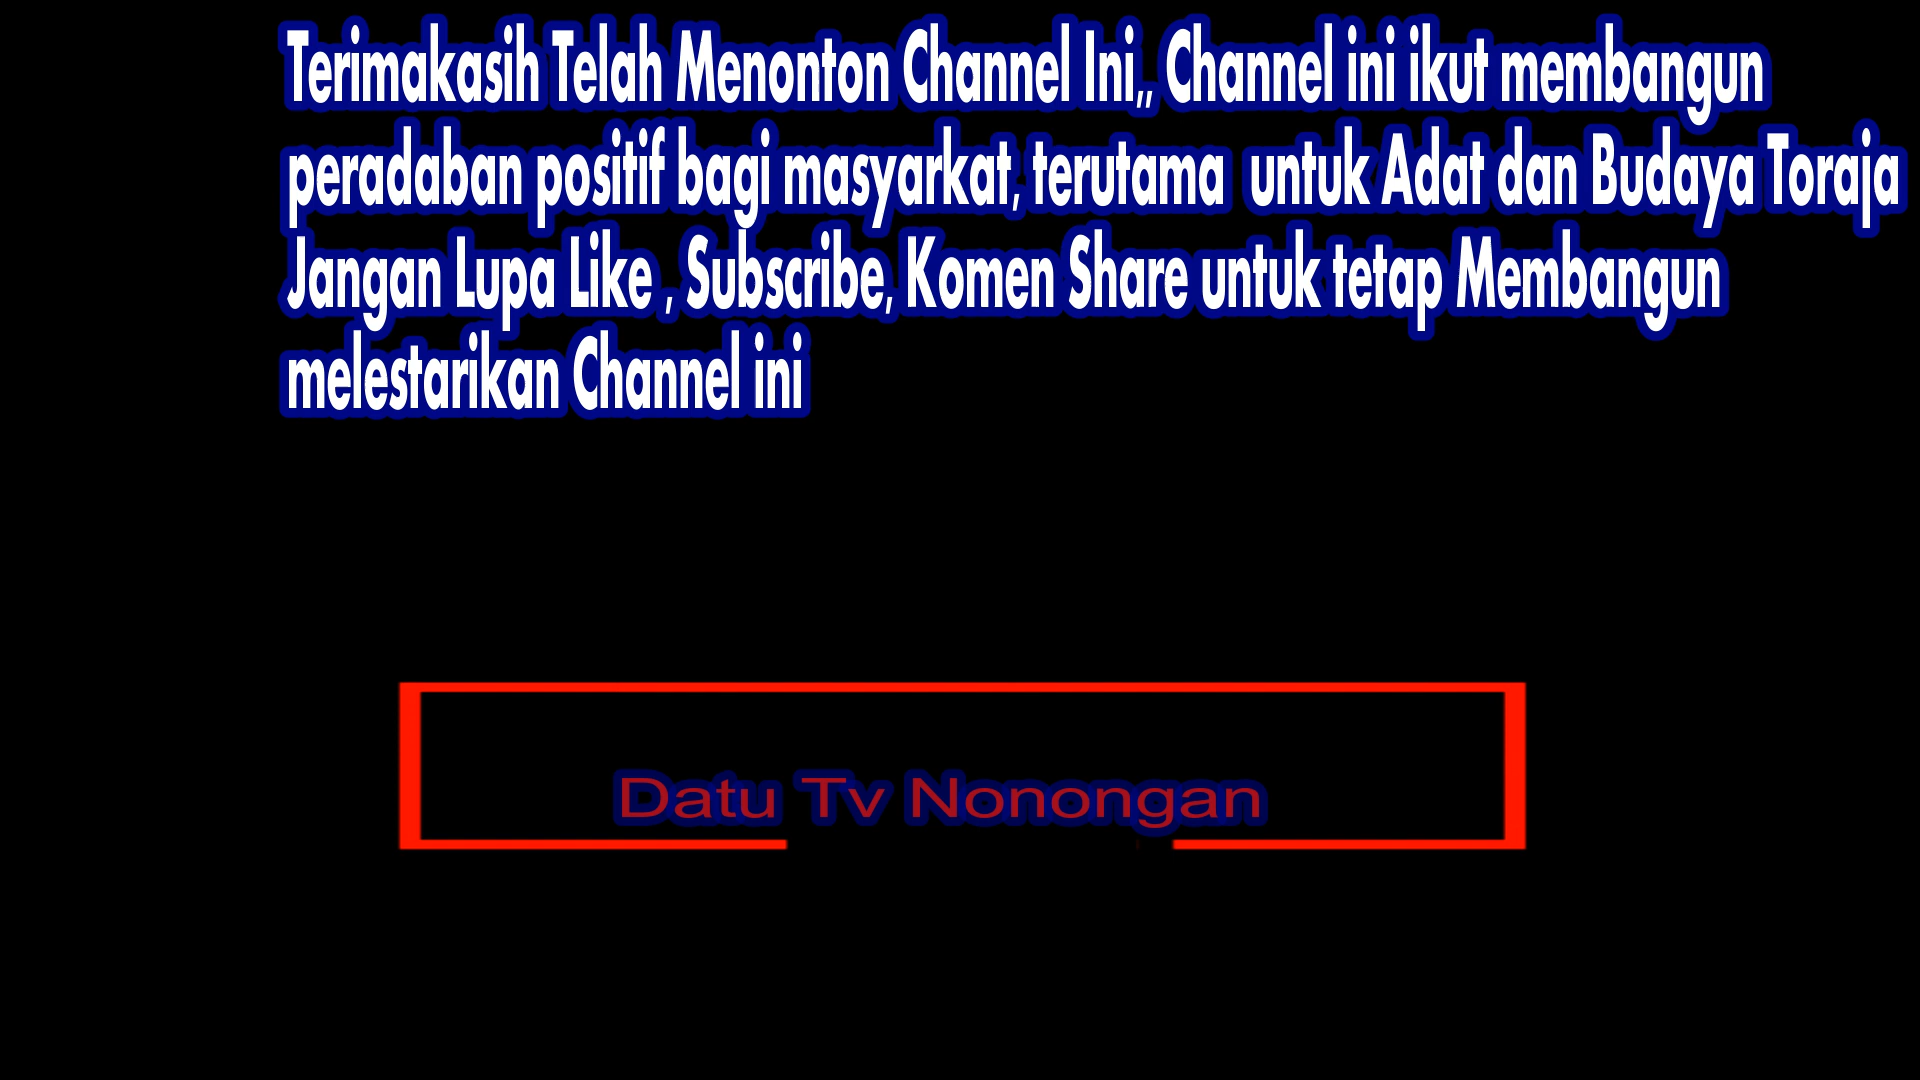 Terimakasih Telah Menonton Channel Ini,, Channel ini ikut membangun
peradaban positif bagi masyarkat, terutama  untuk Adat dan Budaya Toraja
Jangan Lupa Like , Subscribe, Komen Share untuk tetap Membangun
melestarikan Channel ini
Datu Tv Nonongan